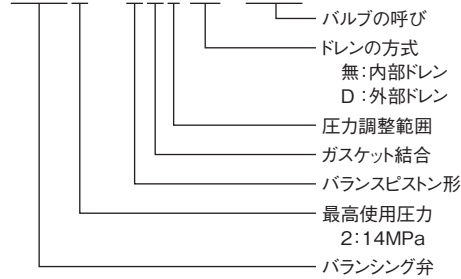 バルブの呼び
ドレンの方式
無：内部ドレン
D：外部ドレン
圧力調整範囲
ガスケット結合
バランスピストン形
最高使用圧力
2：14MPa
バランシング弁